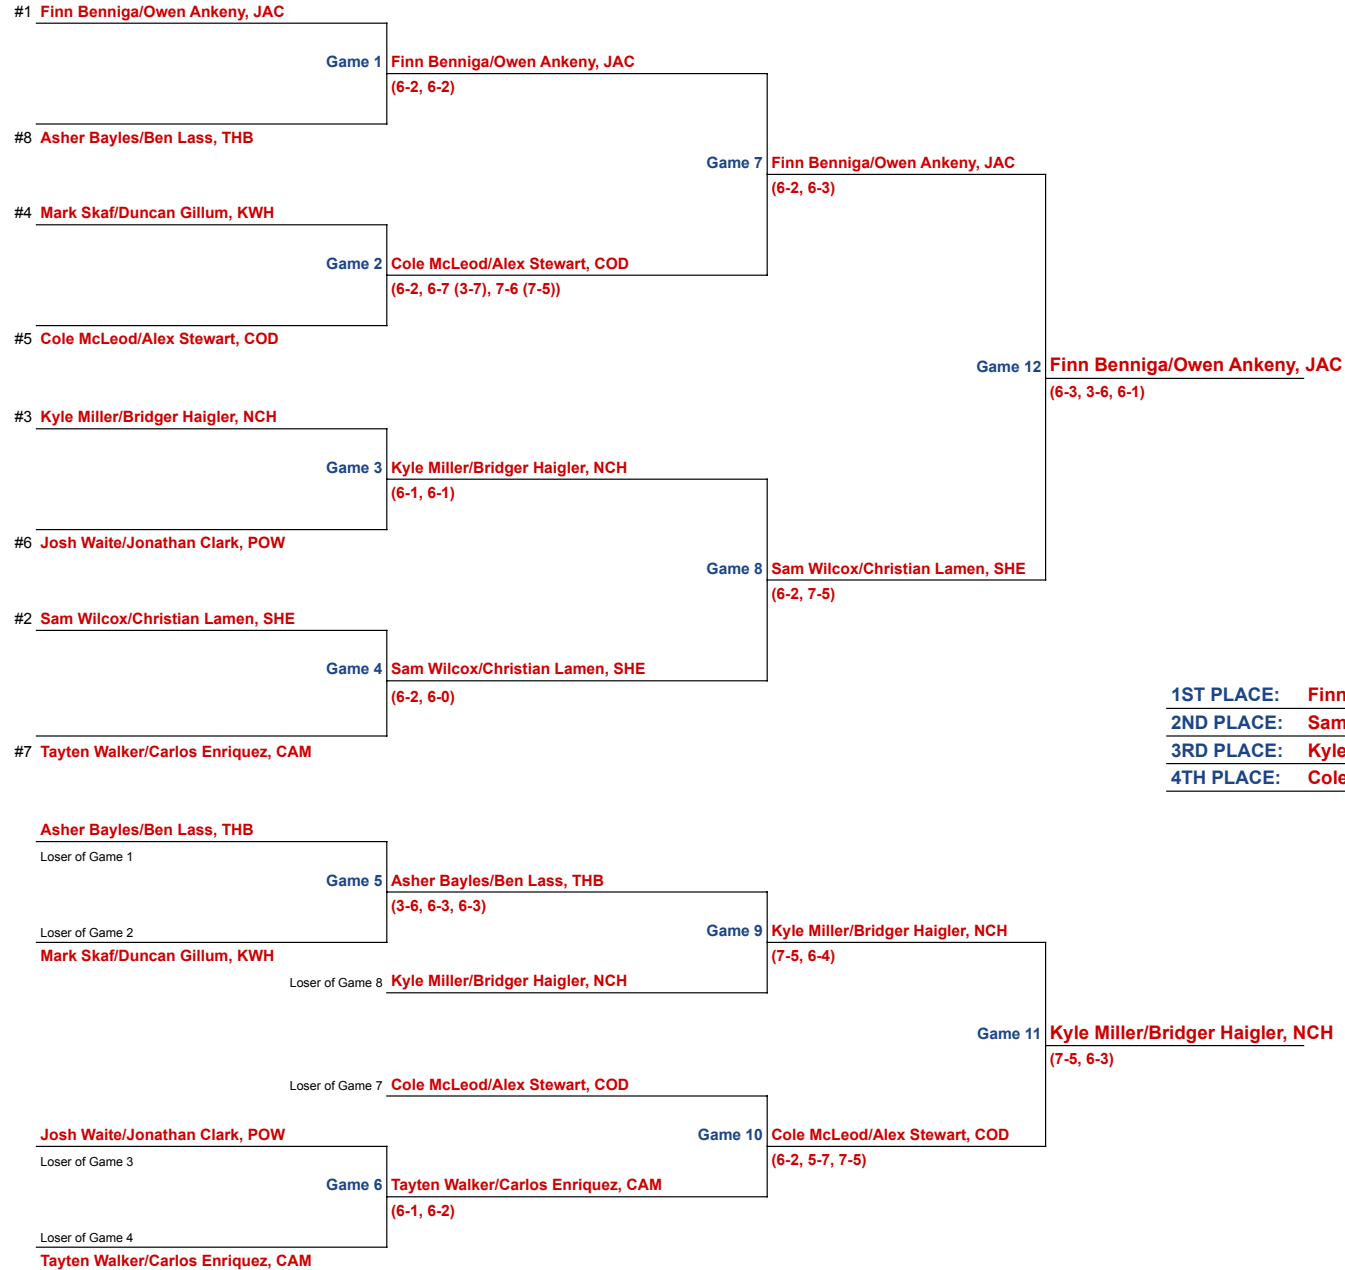 #1 Finn Benniga/Owen Ankeny, JAC
Game 1 Finn Benniga/Owen Ankeny, JAC
(6-2, 6-2)
#8 Asher Bayles/Ben Lass, THB
Game 7 Finn Benniga/Owen Ankeny, JAC
(6-2, 6-3)
#4 Mark Skaf/Duncan Gillum, KWH
Game 2 Cole McLeod/Alex Stewart, COD
(6-2, 6-7 (3-7), 7-6 (7-5))
#5 Cole McLeod/Alex Stewart, COD
Game 12 Finn Benniga/Owen Ankeny, JAC
(6-3, 3-6, 6-1)
#3 Kyle Miller/Bridger Haigler, NCH
Game 3 Kyle Miller/Bridger Haigler, NCH
(6-1, 6-1)
#6 Josh Waite/Jonathan Clark, POW
Game 8 Sam Wilcox/Christian Lamen, SHE
(6-2, 7-5)
#2 Sam Wilcox/Christian Lamen, SHE
Game 4 Sam Wilcox/Christian Lamen, SHE
(6-2, 6-0)
#7 Tayten Walker/Carlos Enriquez, CAM
1ST PLACE: Finn
2ND PLACE: Sam
3RD PLACE: Kyle
4TH PLACE: Cole
Asher Bayles/Ben Lass, THB
Loser of Game 1
Game 5 Asher Bayles/Ben Lass, THB
(3-6, 6-3, 6-3)
Loser of Game 2
Mark Skaf/Duncan Gillum, KWH
Game 9 Kyle Miller/Bridger Haigler, NCH
(7-5, 6-4)
Loser of Game 8 Kyle Miller/Bridger Haigler, NCH
Game 11 Kyle Miller/Bridger Haigler, NCH
(7-5, 6-3)
Loser of Game 7 Cole McLeod/Alex Stewart, COD
Josh Waite/Jonathan Clark, POW
Loser of Game 3
Game 10 Cole McLeod/Alex Stewart, COD
(6-2, 5-7, 7-5)
Game 6 Tayten Walker/Carlos Enriquez, CAM
(6-1, 6-2)
Loser of Game 4
Tayten Walker/Carlos Enriquez, CAM